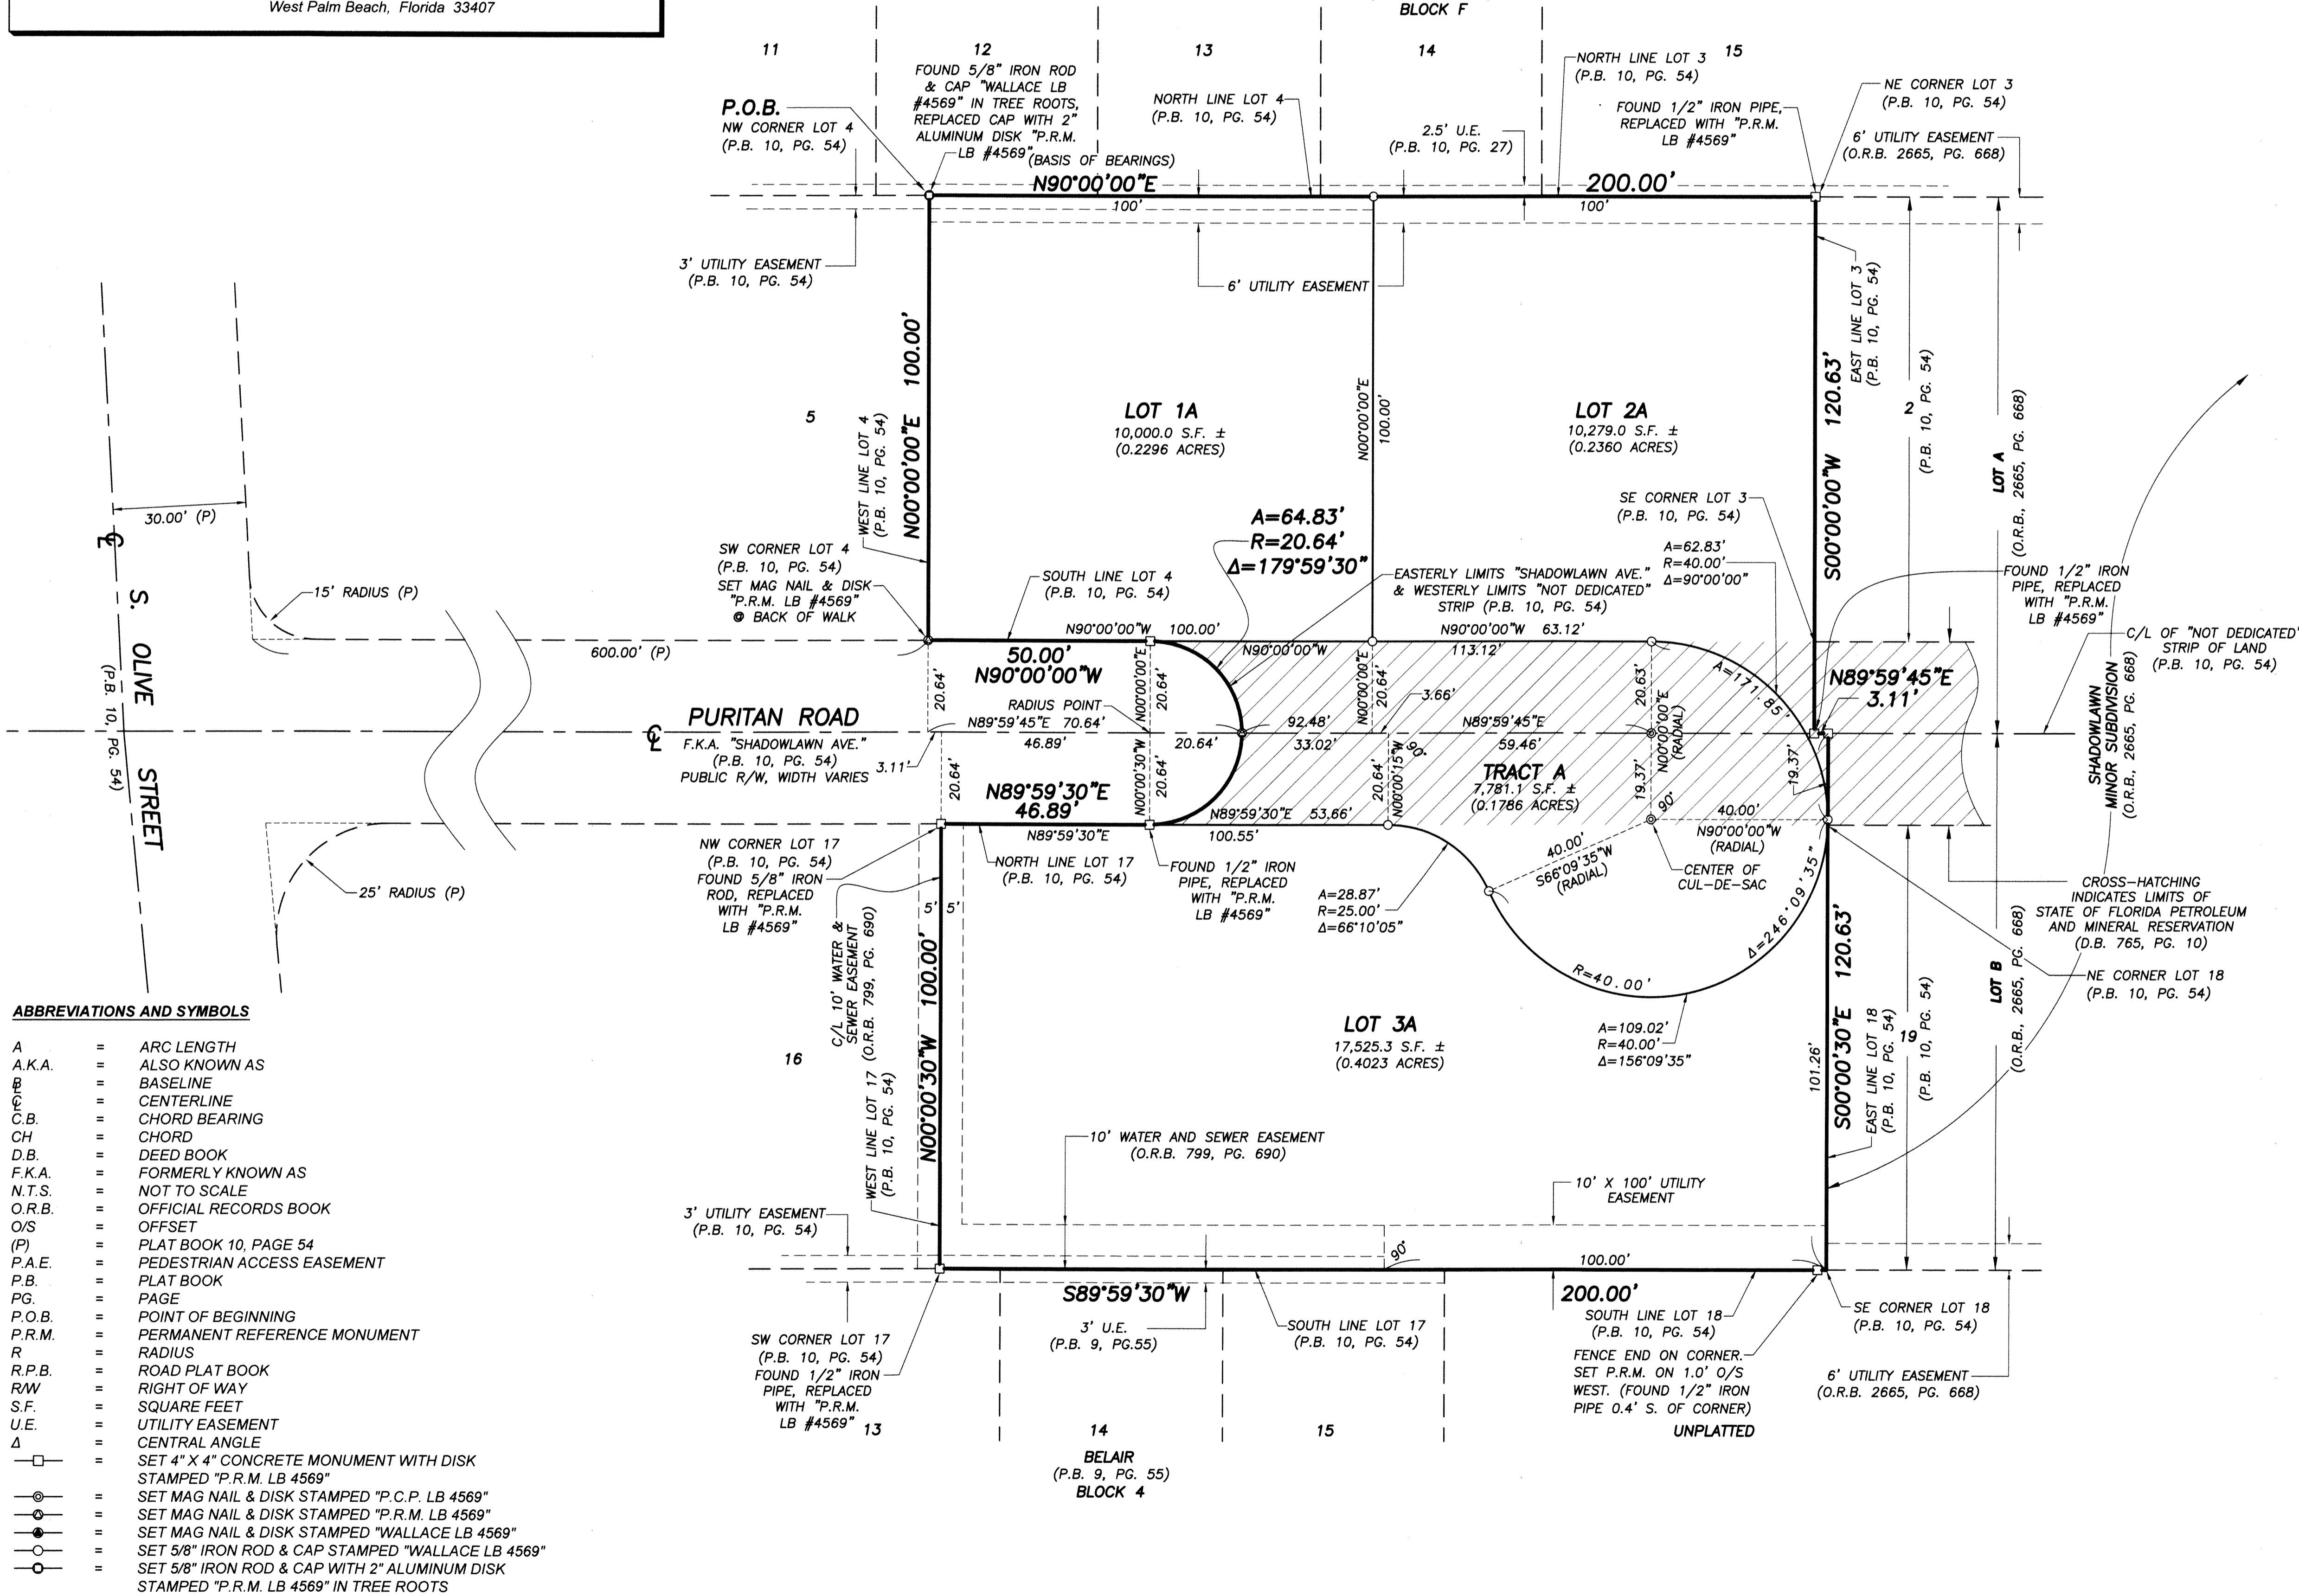 West Palm Beach, Florida 33407
BLOCK F
11
12
13
14
15
FOUND 5/8" IRON ROD
& CAP "WALLACE LB
#4569" IN TREE ROOTS,
REPLACED CAP WITH 2"
ALUMINUM DISK "P.R.M.
LB #4569"
P.O.B.
NW CORNER LOT 4
(P.B. 10, PG. 54)
NORTH LINE LOT 4
(P.B. 10, PG. 54)
2.5' U.E.
(P.B. 10, PG. 27)
NORTH LINE LOT 3
(P.B. 10, PG. 54)
FOUND 1/2" IRON PIPE,
REPLACED WITH "P.R.M.
LB #4569"
NE CORNER LOT 3
(P.B. 10, PG. 54)
6' UTILITY EASEMENT
(O.R.B. 2665, PG. 668)
(BASIS OF BEARINGS)
N90°00'00"E
200.00'
100'
100'
3' UTILITY EASEMENT
(P.B. 10, PG. 54)
6' UTILITY EASEMENT
EAST LINE LOT 3
(P.B. 10, PG. 54)
N00°00'00"E 100.00'
WEST LINE LOT 4
(P.B. 10, PG. 54)
5
LOT 1A
10,000.0 S.F. ±
(0.2296 ACRES)
N00°00'00"E
100.00'
LOT 2A
10,279.0 S.F. ±
(0.2360 ACRES)
S00°00'00"W 120.63'
2
(P.B. 10, PG. 54)
LOT A
(O.R.B., 2665, PG. 668)
SE CORNER LOT 3
(P.B. 10, PG. 54)
A=64.83'
R=20.64'
Δ=179°59'30"
A=62.83'
R=40.00'
Δ=90°00'00"
30.00' (P)
℄
S. OLIVE STREET
(P.B. 10, PG. 54)
15' RADIUS (P)
SW CORNER LOT 4
(P.B. 10, PG. 54)
SET MAG NAIL & DISK
"P.R.M. LB #4569"
@ BACK OF WALK
SOUTH LINE LOT 4
(P.B. 10, PG. 54)
EASTERLY LIMITS "SHADOWLAWN AVE."
& WESTERLY LIMITS "NOT DEDICATED"
STRIP (P.B. 10, PG. 54)
FOUND 1/2" IRON
PIPE, REPLACED
WITH "P.R.M.
LB #4569"
C/L OF "NOT DEDICATED"
STRIP OF LAND
(P.B. 10, PG. 54)
600.00' (P)
N90°00'00"W 100.00'
N90°00'00"W 63.12'
50.00'
N90°00'00"W
N90°00'00"W
113.12'
20.64'
N00°00'00"E
20.64'
N00°00'00"E
20.64'
20.63'
N00°00'00"E
(RADIAL)
A=171.85'
N89°59'45"E
3.11'
SHADOWLAWN
MINOR SUBDIVISION
(O.R.B., 2665, PG. 668)
RADIUS POINT
3.66'
PURITAN ROAD
℄
N89°59'45"E 70.64'
92.48'
N89°59'45"E
F.K.A. "SHADOWLAWN AVE."
(P.B. 10, PG. 54)
PUBLIC R/W, WIDTH VARIES
3.11'
46.89'
20.64'
33.02'
90°
59.46'
20.64'
N00°00'30"W
20.64'
20.64'
N00°00'15"W
TRACT A
7,781.1 S.F. ±
(0.1786 ACRES)
19.37'
90°
19.37'
N89°59'30"E
46.89'
N89°59'30"E 53.66'
N89°59'30"E
100.55'
40.00'
N90°00'00"W
(RADIAL)
40.00'
S66°09'35"W
(RADIAL)
CENTER OF
CUL-DE-SAC
25' RADIUS (P)
NW CORNER LOT 17
(P.B. 10, PG. 54)
FOUND 5/8" IRON
ROD, REPLACED
WITH "P.R.M.
LB #4569"
NORTH LINE LOT 17
(P.B. 10, PG. 54)
FOUND 1/2" IRON
PIPE, REPLACED
WITH "P.R.M.
LB #4569"
A=28.87'
R=25.00'
Δ=66°10'05"
Δ=246°09'35"
R=40.00'
CROSS-HATCHING
INDICATES LIMITS OF
STATE OF FLORIDA PETROLEUM
AND MINERAL RESERVATION
(D.B. 765, PG. 10)
NE CORNER LOT 18
(P.B. 10, PG. 54)
5' 5'
C/L 10' WATER &
SEWER EASEMENT
(O.R.B. 799, PG. 690)
N00°00'30"W 100.00'
WEST LINE LOT 17
(P.B. 10, PG. 54)
16
LOT 3A
17,525.3 S.F. ±
(0.4023 ACRES)
A=109.02'
R=40.00'
Δ=156°09'35"
101.26'
S00°00'30"E 120.63'
EAST LINE LOT 18
(P.B. 10, PG. 54)
19
(P.B. 10, PG. 54)
LOT B
(O.R.B., 2665, PG. 668)
10' WATER AND SEWER EASEMENT
(O.R.B. 799, PG. 690)
10' X 100' UTILITY
EASEMENT
3' UTILITY EASEMENT
(P.B. 10, PG. 54)
90°
100.00'
S89°59'30"W
200.00'
SW CORNER LOT 17
(P.B. 10, PG. 54)
FOUND 1/2" IRON
PIPE, REPLACED
WITH "P.R.M.
LB #4569"
3' U.E.
(P.B. 9, PG.55)
SOUTH LINE LOT 17
(P.B. 10, PG. 54)
SOUTH LINE LOT 18
(P.B. 10, PG. 54)
FENCE END ON CORNER.
SET P.R.M. ON 1.0' O/S
WEST. (FOUND 1/2" IRON
PIPE 0.4' S. OF CORNER)
SE CORNER LOT 18
(P.B. 10, PG. 54)
6' UTILITY EASEMENT
(O.R.B. 2665, PG. 668)
13
14
15
UNPLATTED
BELAIR
(P.B. 9, PG. 55)
BLOCK 4
ABBREVIATIONS AND SYMBOLS
A = ARC LENGTH
A.K.A. = ALSO KNOWN AS
B = BASELINE
℄ = CENTERLINE
C.B. = CHORD BEARING
CH = CHORD
D.B. = DEED BOOK
F.K.A. = FORMERLY KNOWN AS
N.T.S. = NOT TO SCALE
O.R.B. = OFFICIAL RECORDS BOOK
O/S = OFFSET
(P) = PLAT BOOK 10, PAGE 54
P.A.E. = PEDESTRIAN ACCESS EASEMENT
P.B. = PLAT BOOK
PG. = PAGE
P.O.B. = POINT OF BEGINNING
P.R.M. = PERMANENT REFERENCE MONUMENT
R = RADIUS
R.P.B. = ROAD PLAT BOOK
R/W = RIGHT OF WAY
S.F. = SQUARE FEET
U.E. = UTILITY EASEMENT
Δ = CENTRAL ANGLE
= SET 4" X 4" CONCRETE MONUMENT WITH DISK
STAMPED "P.R.M. LB 4569"
= SET MAG NAIL & DISK STAMPED "P.C.P. LB 4569"
= SET MAG NAIL & DISK STAMPED "P.R.M. LB 4569"
= SET MAG NAIL & DISK STAMPED "WALLACE LB 4569"
= SET 5/8" IRON ROD & CAP STAMPED "WALLACE LB 4569"
= SET 5/8" IRON ROD & CAP WITH 2" ALUMINUM DISK
STAMPED "P.R.M. LB 4569" IN TREE ROOTS